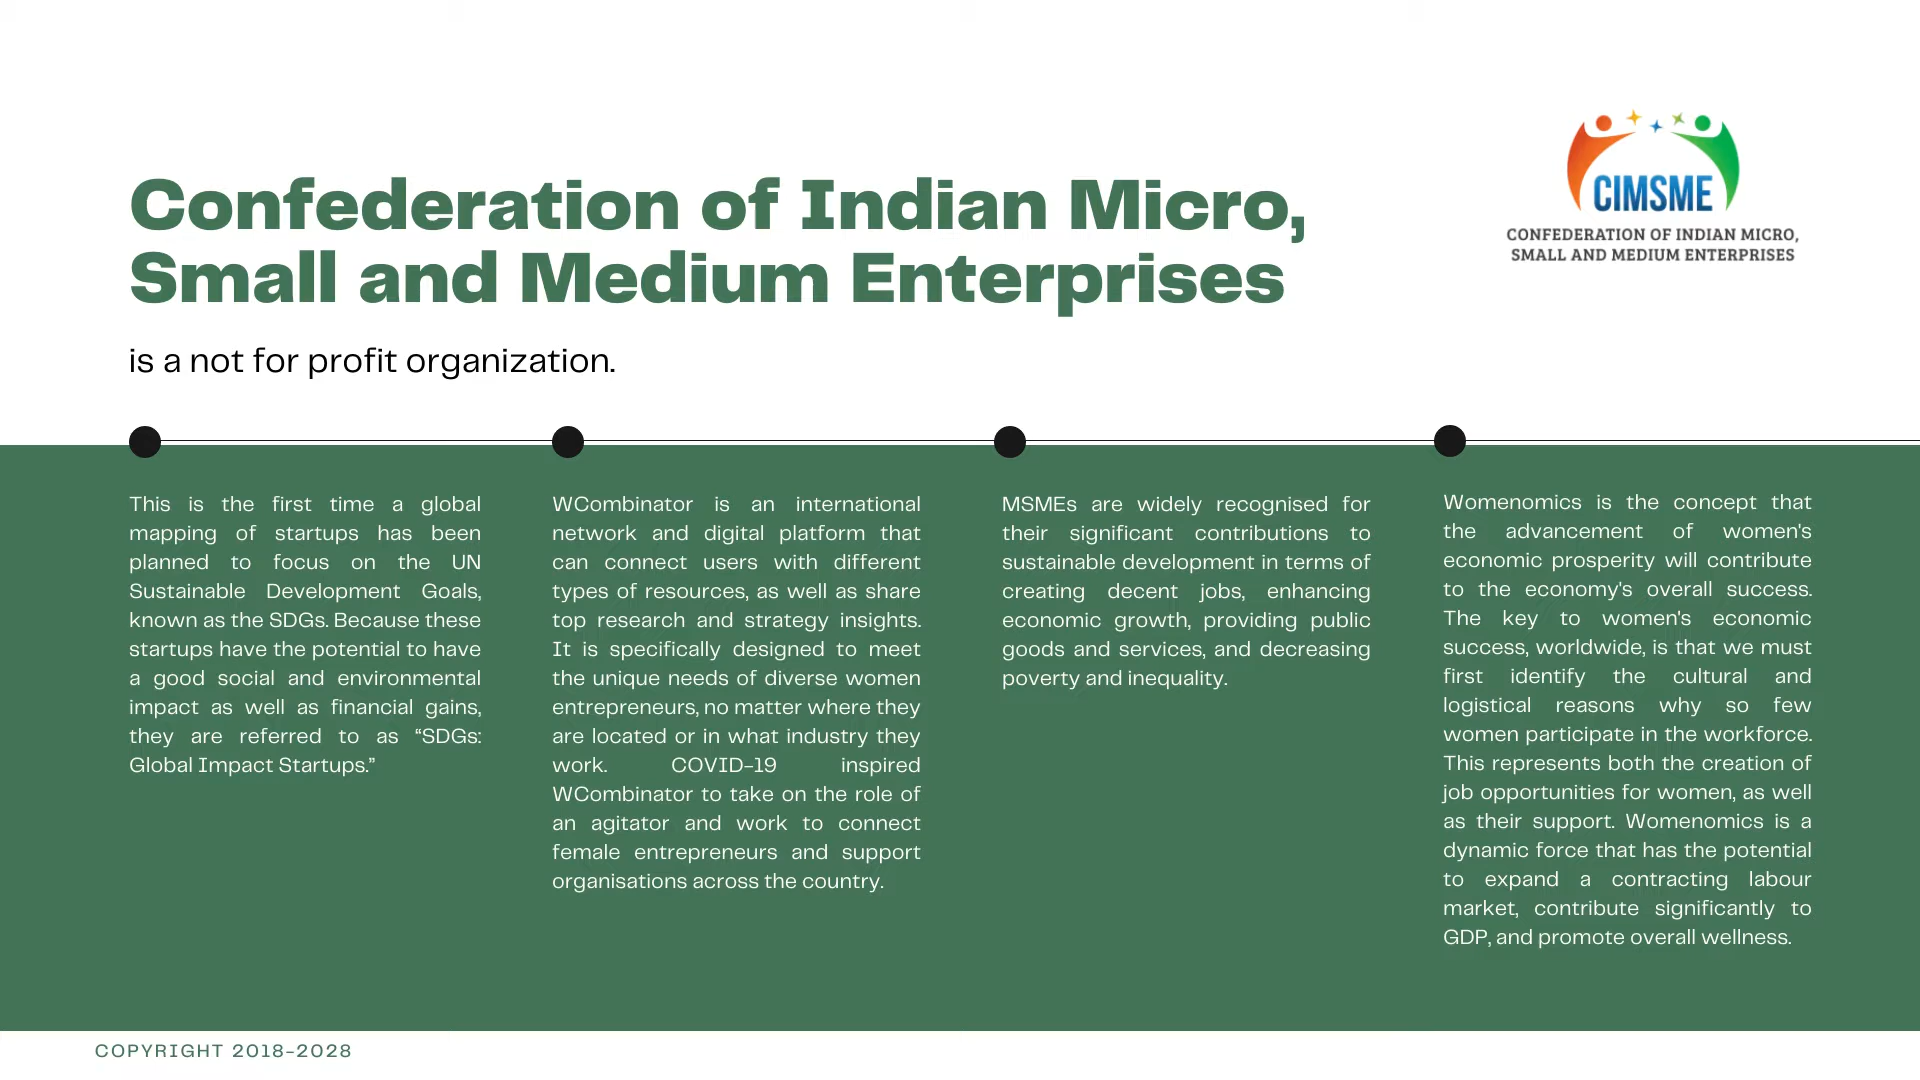 CIMSME
CONFEDERATION OF INDIAN MICRO,
SMALL AND MEDIUM ENTERPRISES
Confederation of Indian Micro,
Small and Medium Enterprises
is a not for profit organization.
This is the first time a global
mapping of startups has been
planned to focus on the UN
Sustainable Development Goals,
known as the SDGs. Because these
startups have the potential to have
a good social and environmental
impact as well as financial gains,
they are referred to as “SDGs:
Global Impact Startups.”
WCombinator is an international
network and digital platform that
can connect users with different
types of resources, as well as share
top research and strategy insights.
It is specifically designed to meet
the unique needs of diverse women
entrepreneurs, no matter where they
are located or in what industry they
work. COVID-19 inspired
WCombinator to take on the role of
an agitator and work to connect
female entrepreneurs and support
organisations across the country.
MSMEs are widely recognised for
their significant contributions to
sustainable development in terms of
creating decent jobs, enhancing
economic growth, providing public
goods and services, and decreasing
poverty and inequality.
Womenomics is the concept that
the advancement of women's
economic prosperity will contribute
to the economy's overall success.
The key to women's economic
success, worldwide, is that we must
first identify the cultural and
logistical reasons why so few
women participate in the workforce.
This represents both the creation of
job opportunities for women, as well
as their support. Womenomics is a
dynamic force that has the potential
to expand a contracting labour
market, contribute significantly to
GDP, and promote overall wellness.
COPYRIGHT 2018-2028